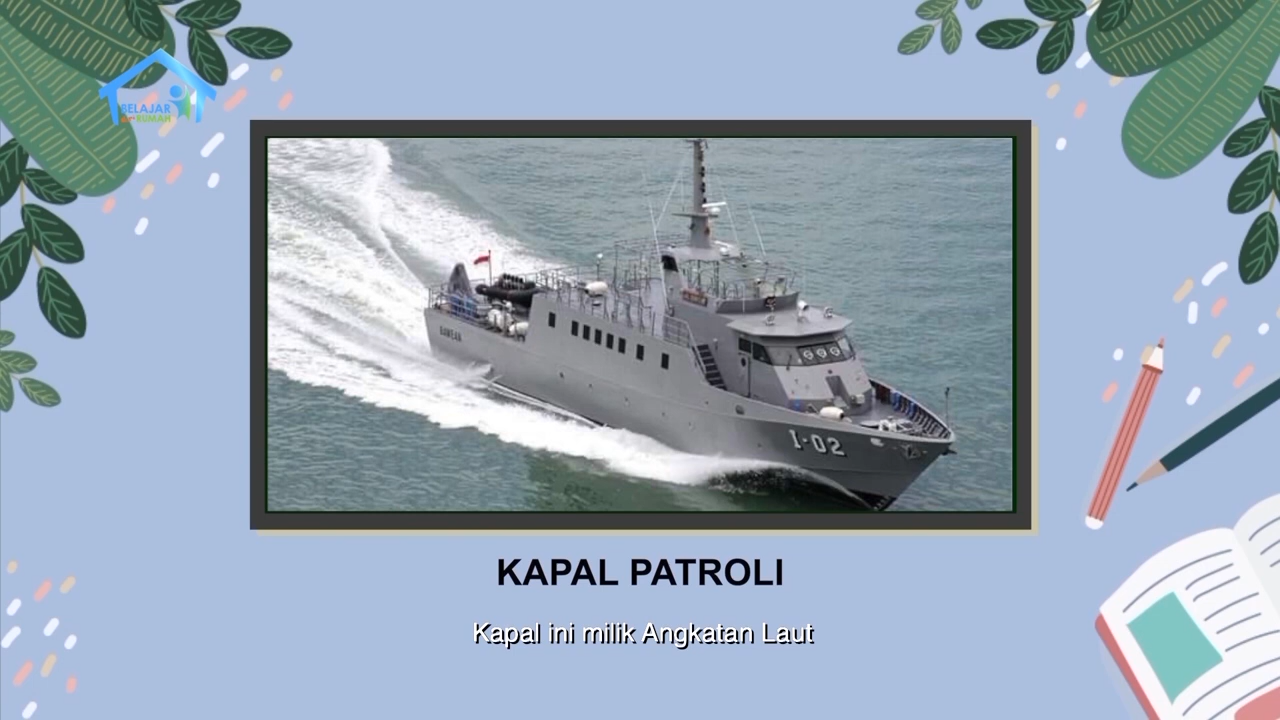 BELAJAR
RUMAH
I-02
KAPAL PATROLI
Kapal ini milik Angkatan Laut